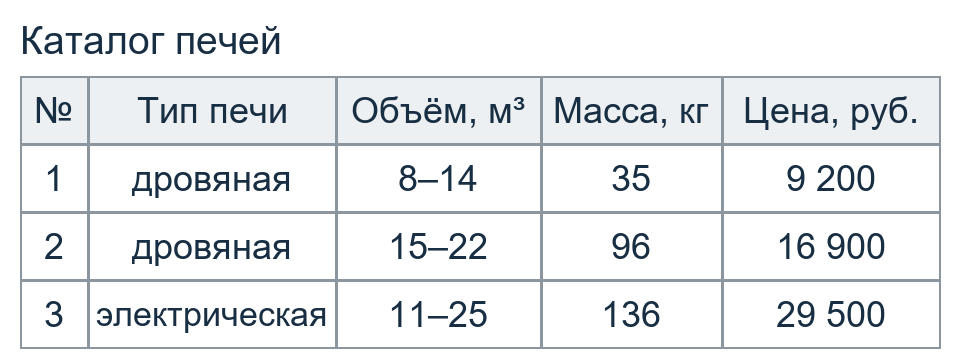 Каталог печей
№ Тип печи Объём, м³ Масса, кг Цена, руб.
1 дровяная 8–14 35 9 200
2 дровяная 15–22 96 16 900
3 электрическая 11–25 136 29 500